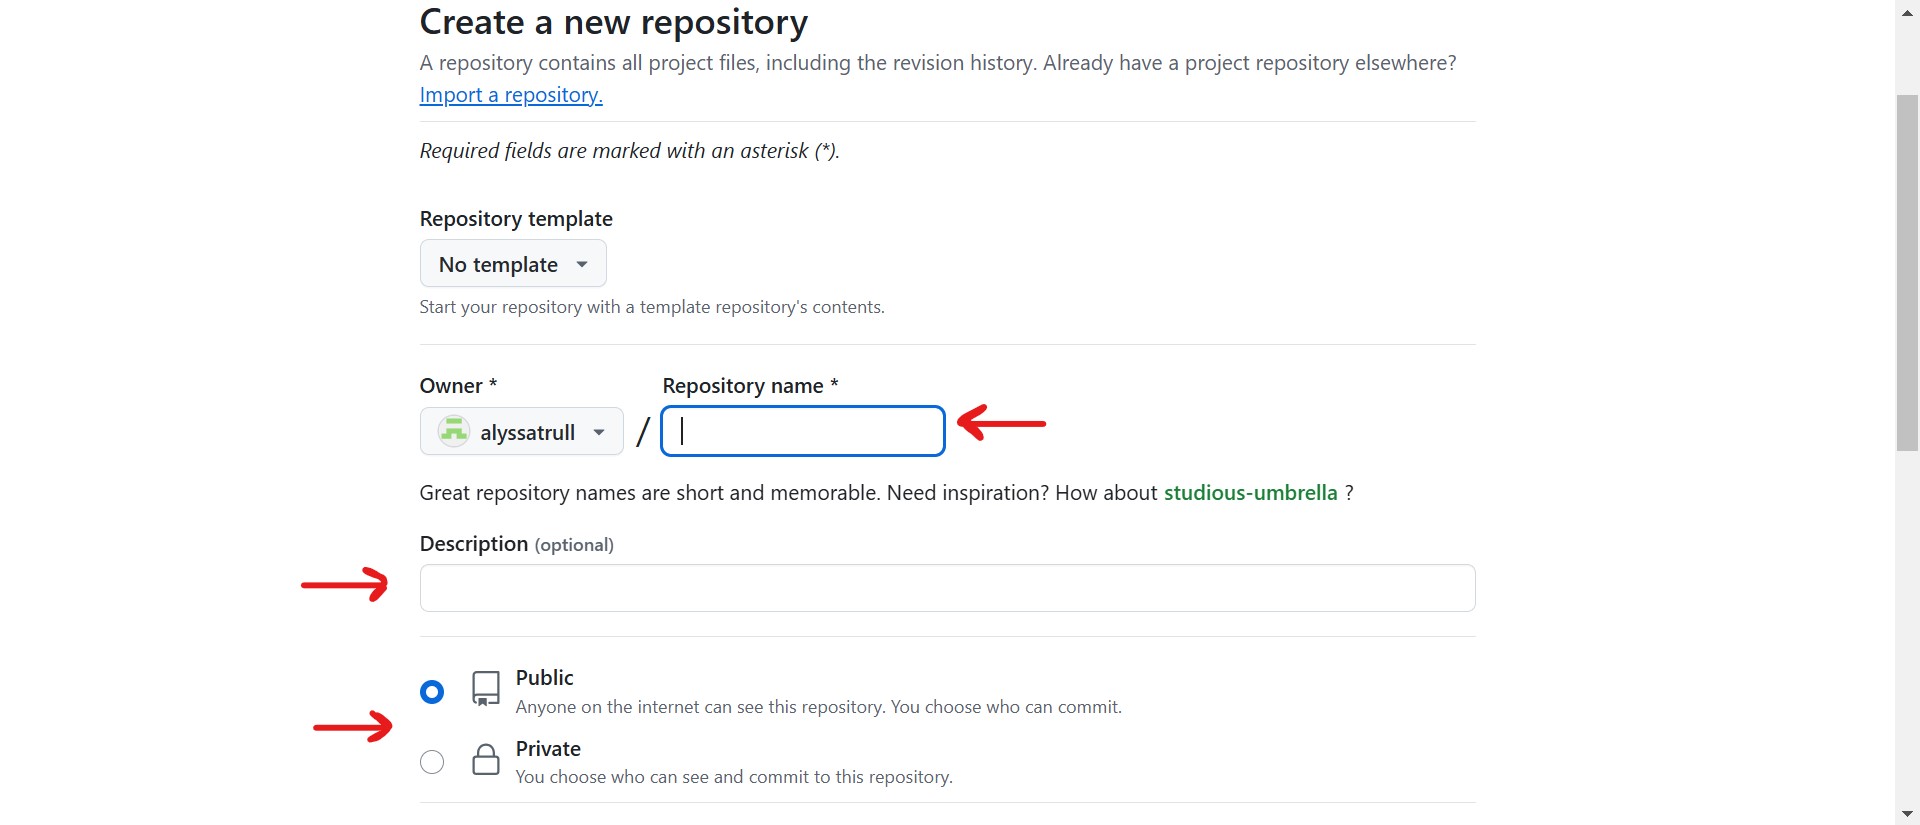 Create a new repository
A repository contains all project files, including the revision history. Already have a project repository elsewhere?
Import a repository.
Required fields are marked with an asterisk (*).
Repository template
No template
Start your repository with a template repository's contents.
Owner * Repository name *
alyssatrull /
Great repository names are short and memorable. Need inspiration? How about studious-umbrella ?
Description (optional)
Public
Anyone on the internet can see this repository. You choose who can commit.
Private
You choose who can see and commit to this repository.